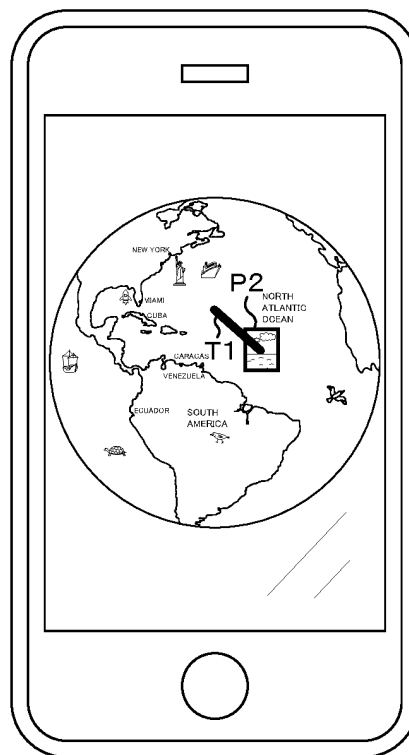 NEW YORK
P2
NORTH
ATLANTIC
OCEAN
MIAMI
CUBA
T1
CARACAS
VENEZUELA
ECUADOR
SOUTH
AMERICA